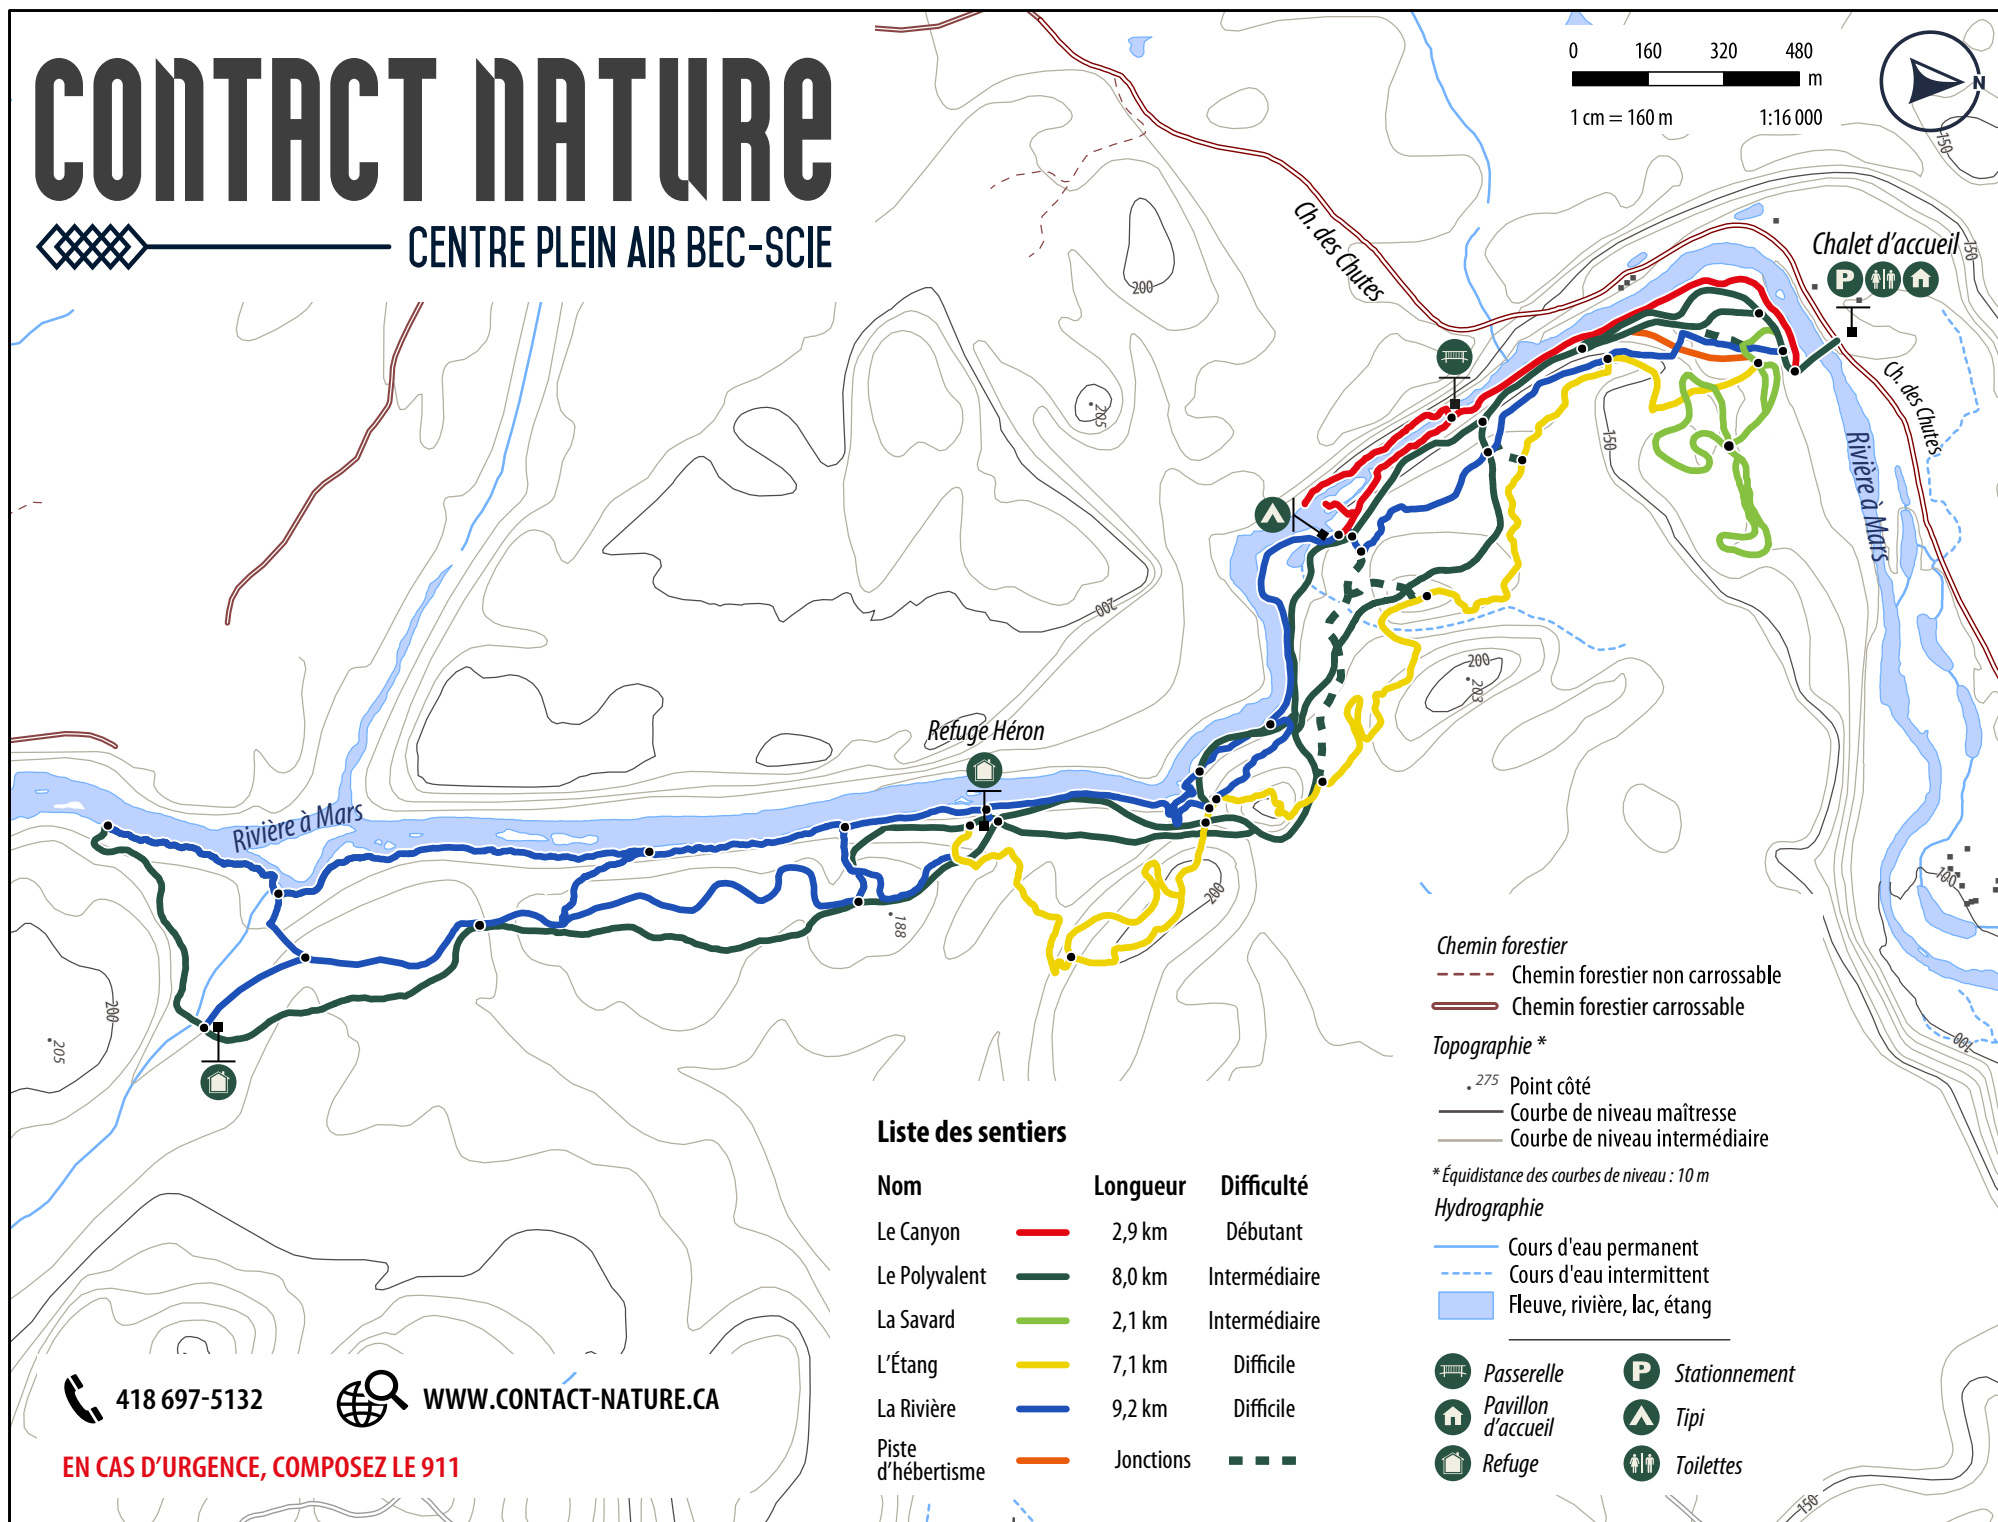 CONTACT NATURE
CENTRE PLEIN AIR BEC-SCIE
0 160 320 480
m
1 cm = 160 m 1:16 000
N
150
Ch. des Chutes
Chalet d'accueil
P
150
200
205
Ch. des Chutes
150
Rivière à Mars
200
200
203
Refuge Héron
Rivière à Mars
200
188
100
200
205
100
Chemin forestier
Chemin forestier non carrossable
Chemin forestier carrossable
Topographie *
275 Point côté
Courbe de niveau maîtresse
Courbe de niveau intermédiaire
* Équidistance des courbes de niveau : 10 m
Hydrographie
Cours d'eau permanent
Cours d'eau intermittent
Fleuve, rivière, lac, étang
Passerelle
P Stationnement
Pavillon
d'accueil
Tipi
Refuge
Toilettes
150
Liste des sentiers
Nom Longueur Difficulté
Le Canyon 2,9 km Débutant
Le Polyvalent 8,0 km Intermédiaire
La Savard 2,1 km Intermédiaire
L'Étang 7,1 km Difficile
La Rivière 9,2 km Difficile
Piste
d'hébertisme
Jonctions
418 697-5132
WWW.CONTACT-NATURE.CA
EN CAS D'URGENCE, COMPOSEZ LE 911